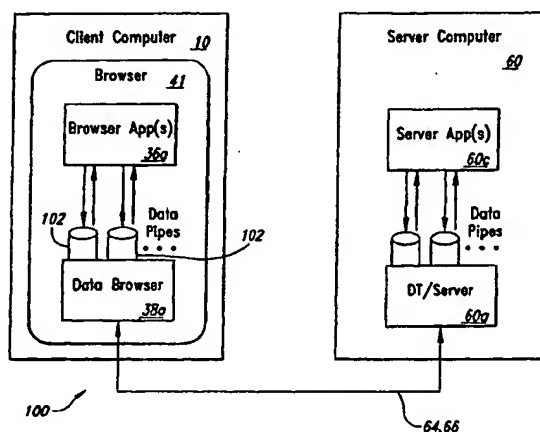 Client Computer 10
Browser 41
Browser App(s)
36a
102
Data
Pipes
102
Data Browser
38a
Server Computer
60
Server App(s)
60c
Data
Pipes
DT/Server
60a
100
64,66